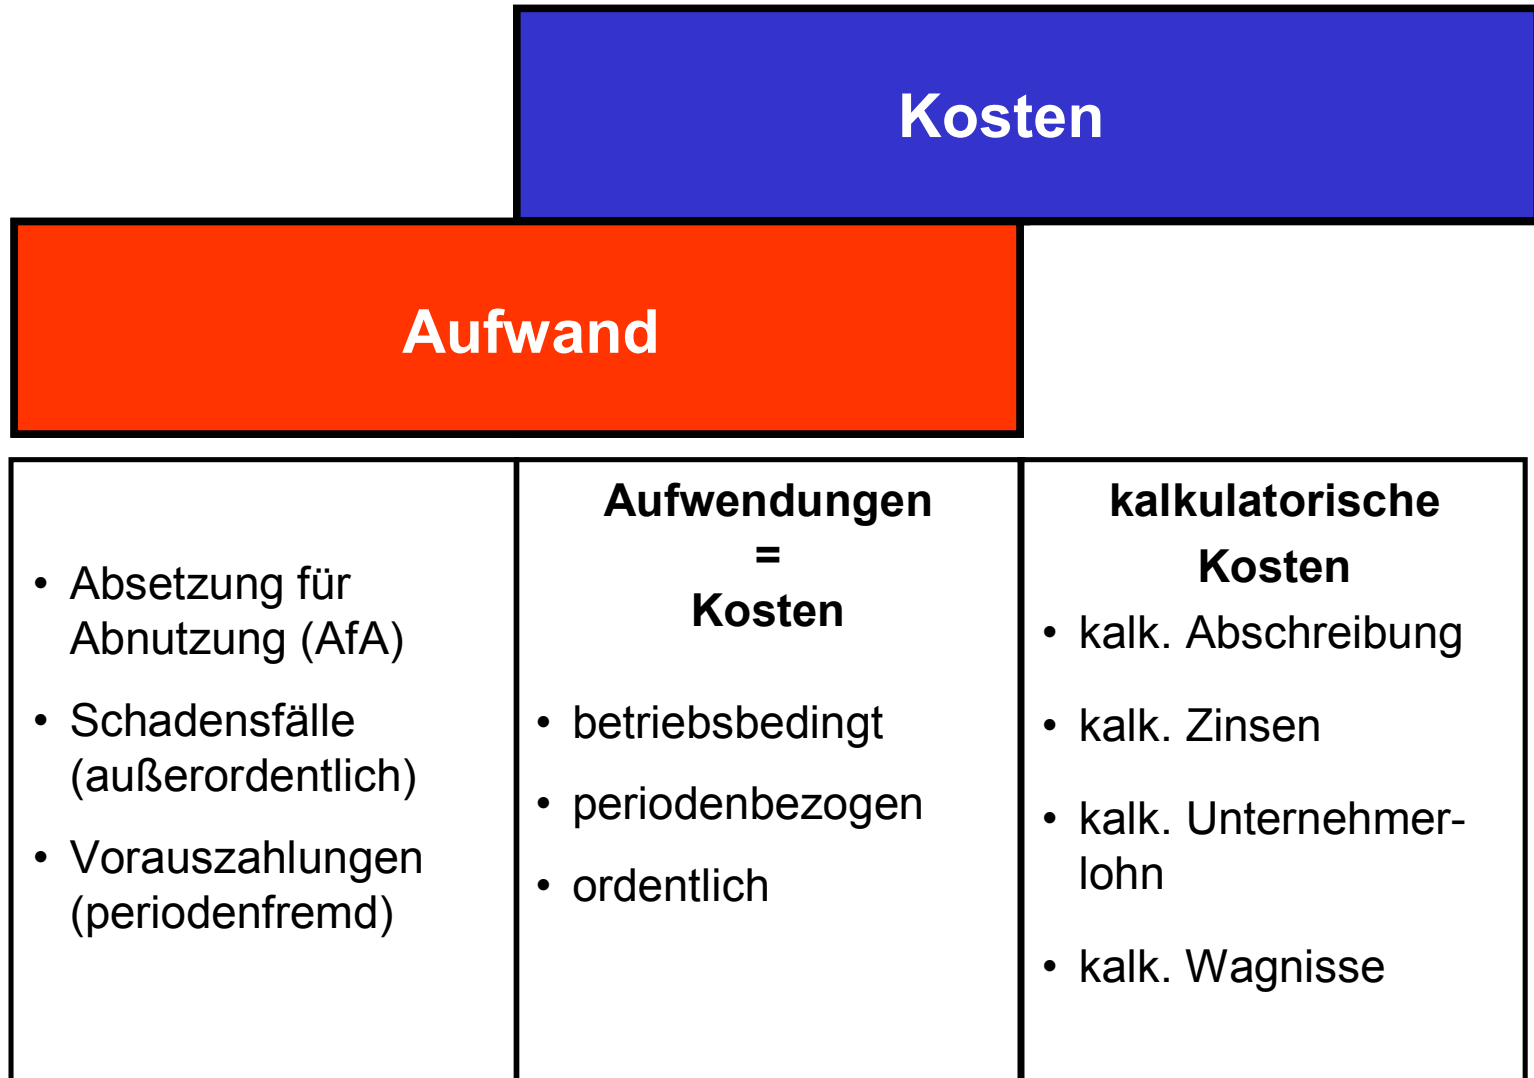 Kosten
Aufwand
• Absetzung für
Abnutzung (AfA)
• Schadensfälle
(außerordentlich)
• Vorauszahlungen
(periodenfremd)
Aufwendungen
=
Kosten
• betriebsbedingt
• periodenbezogen
• ordentlich
kalkulatorische
Kosten
• kalk. Abschreibung
• kalk. Zinsen
• kalk. Unternehmer-
lohn
• kalk. Wagnisse